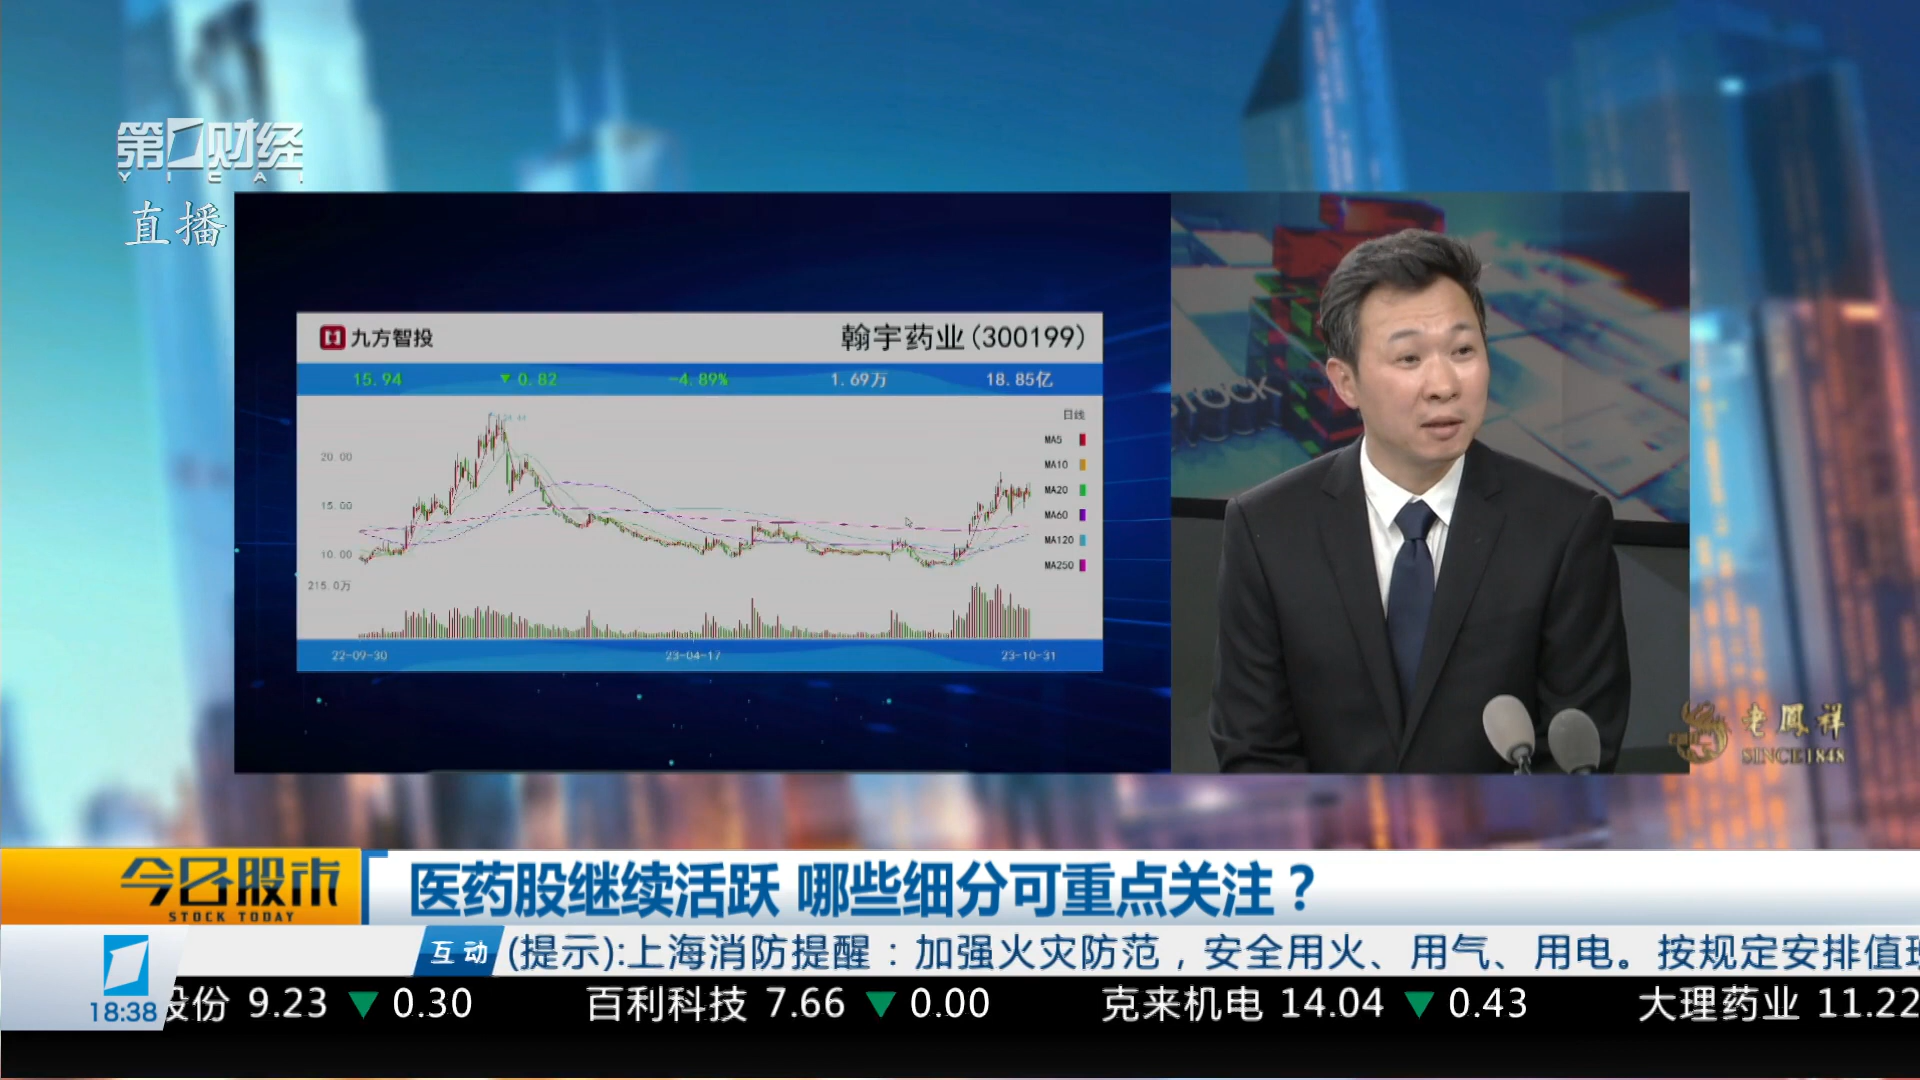 第一财经
YICAI
直播
九方智投
翰宇药业(300199)
15.94 ▼0.82 -4.89% 1.69万 18.85亿
日线
MA5
MA10
MA20
MA60
MA120
MA250
20.00
15.00
10.00
215.0万
22-09-30 23-04-17 23-10-31
STOCK
老鳳祥
SINCE1848
今日股市
STOCK TODAY
医药股继续活跃 哪些细分可重点关注？
互动 (提示):上海消防提醒：加强火灾防范，安全用火、用气、用电。按规定安排值班
18:38
股份 9.23 ▼ 0.30 百利科技 7.66 ▼ 0.00 克来机电 14.04 ▼ 0.43 大理药业 11.22